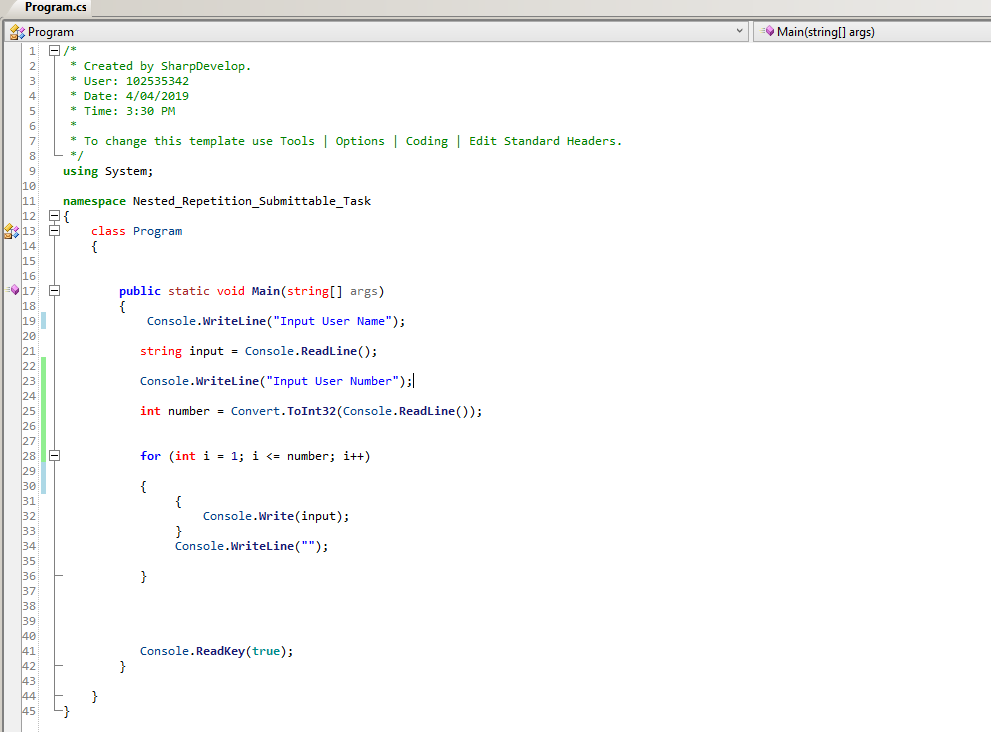 Program.cs
Program
Main(string[] args)
1 /*
2 * Created by SharpDevelop.
3 * User: 102535342
4 * Date: 4/04/2019
5 * Time: 3:30 PM
6 *
7 * To change this template use Tools | Options | Coding | Edit Standard Headers.
8 */
9 using System;
10
11 namespace Nested_Repetition_Submittable_Task
12 {
13 class Program
14 {
15
16
17 public static void Main(string[] args)
18 {
19 Console.WriteLine("Input User Name");
20
21 string input = Console.ReadLine();
22
23 Console.WriteLine("Input User Number");
24
25 int number = Convert.ToInt32(Console.ReadLine());
26
27
28 for (int i = 1; i <= number; i++)
29
30 {
31 {
32 Console.Write(input);
33 }
34 Console.WriteLine("");
35
36 }
37
38
39
40
41 Console.ReadKey(true);
42 }
43
44 }
45 }